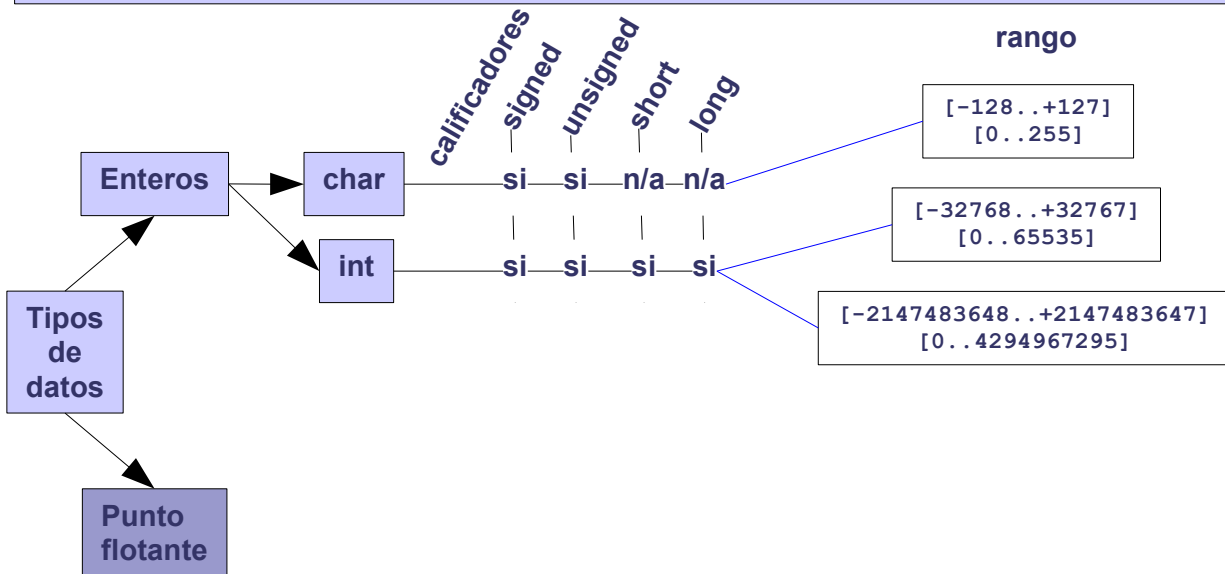 calificadores
signed
unsigned
short
long
rango
[-128..+127]
[0..255]
Enteros
char
si si n/a n/a
[-32768..+32767]
[0..65535]
int
si si si si
[-2147483648..+2147483647]
[0..4294967295]
Tipos
de
datos
Punto
flotante